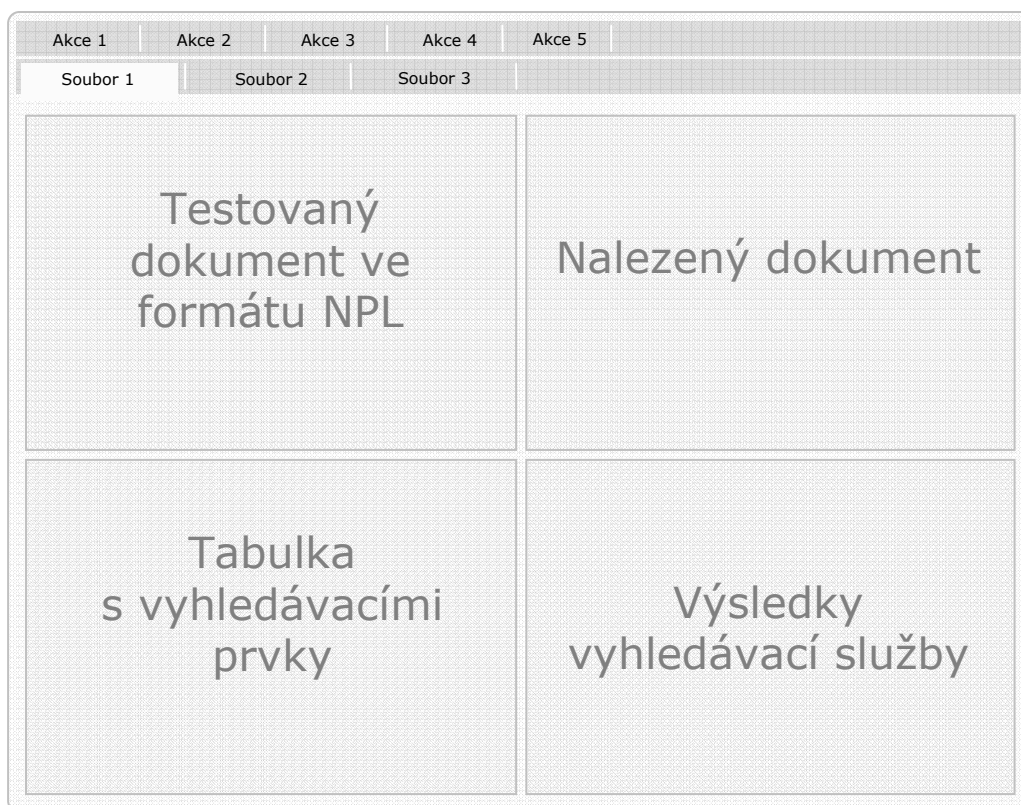 Akce 1 Akce 2 Akce 3 Akce 4 Akce 5
Soubor 1 Soubor 2 Soubor 3
Testovaný
dokument ve
formátu NPL
Nalezený dokument
Tabulka
s vyhledávacími
prvky
Výsledky
vyhledávací služby